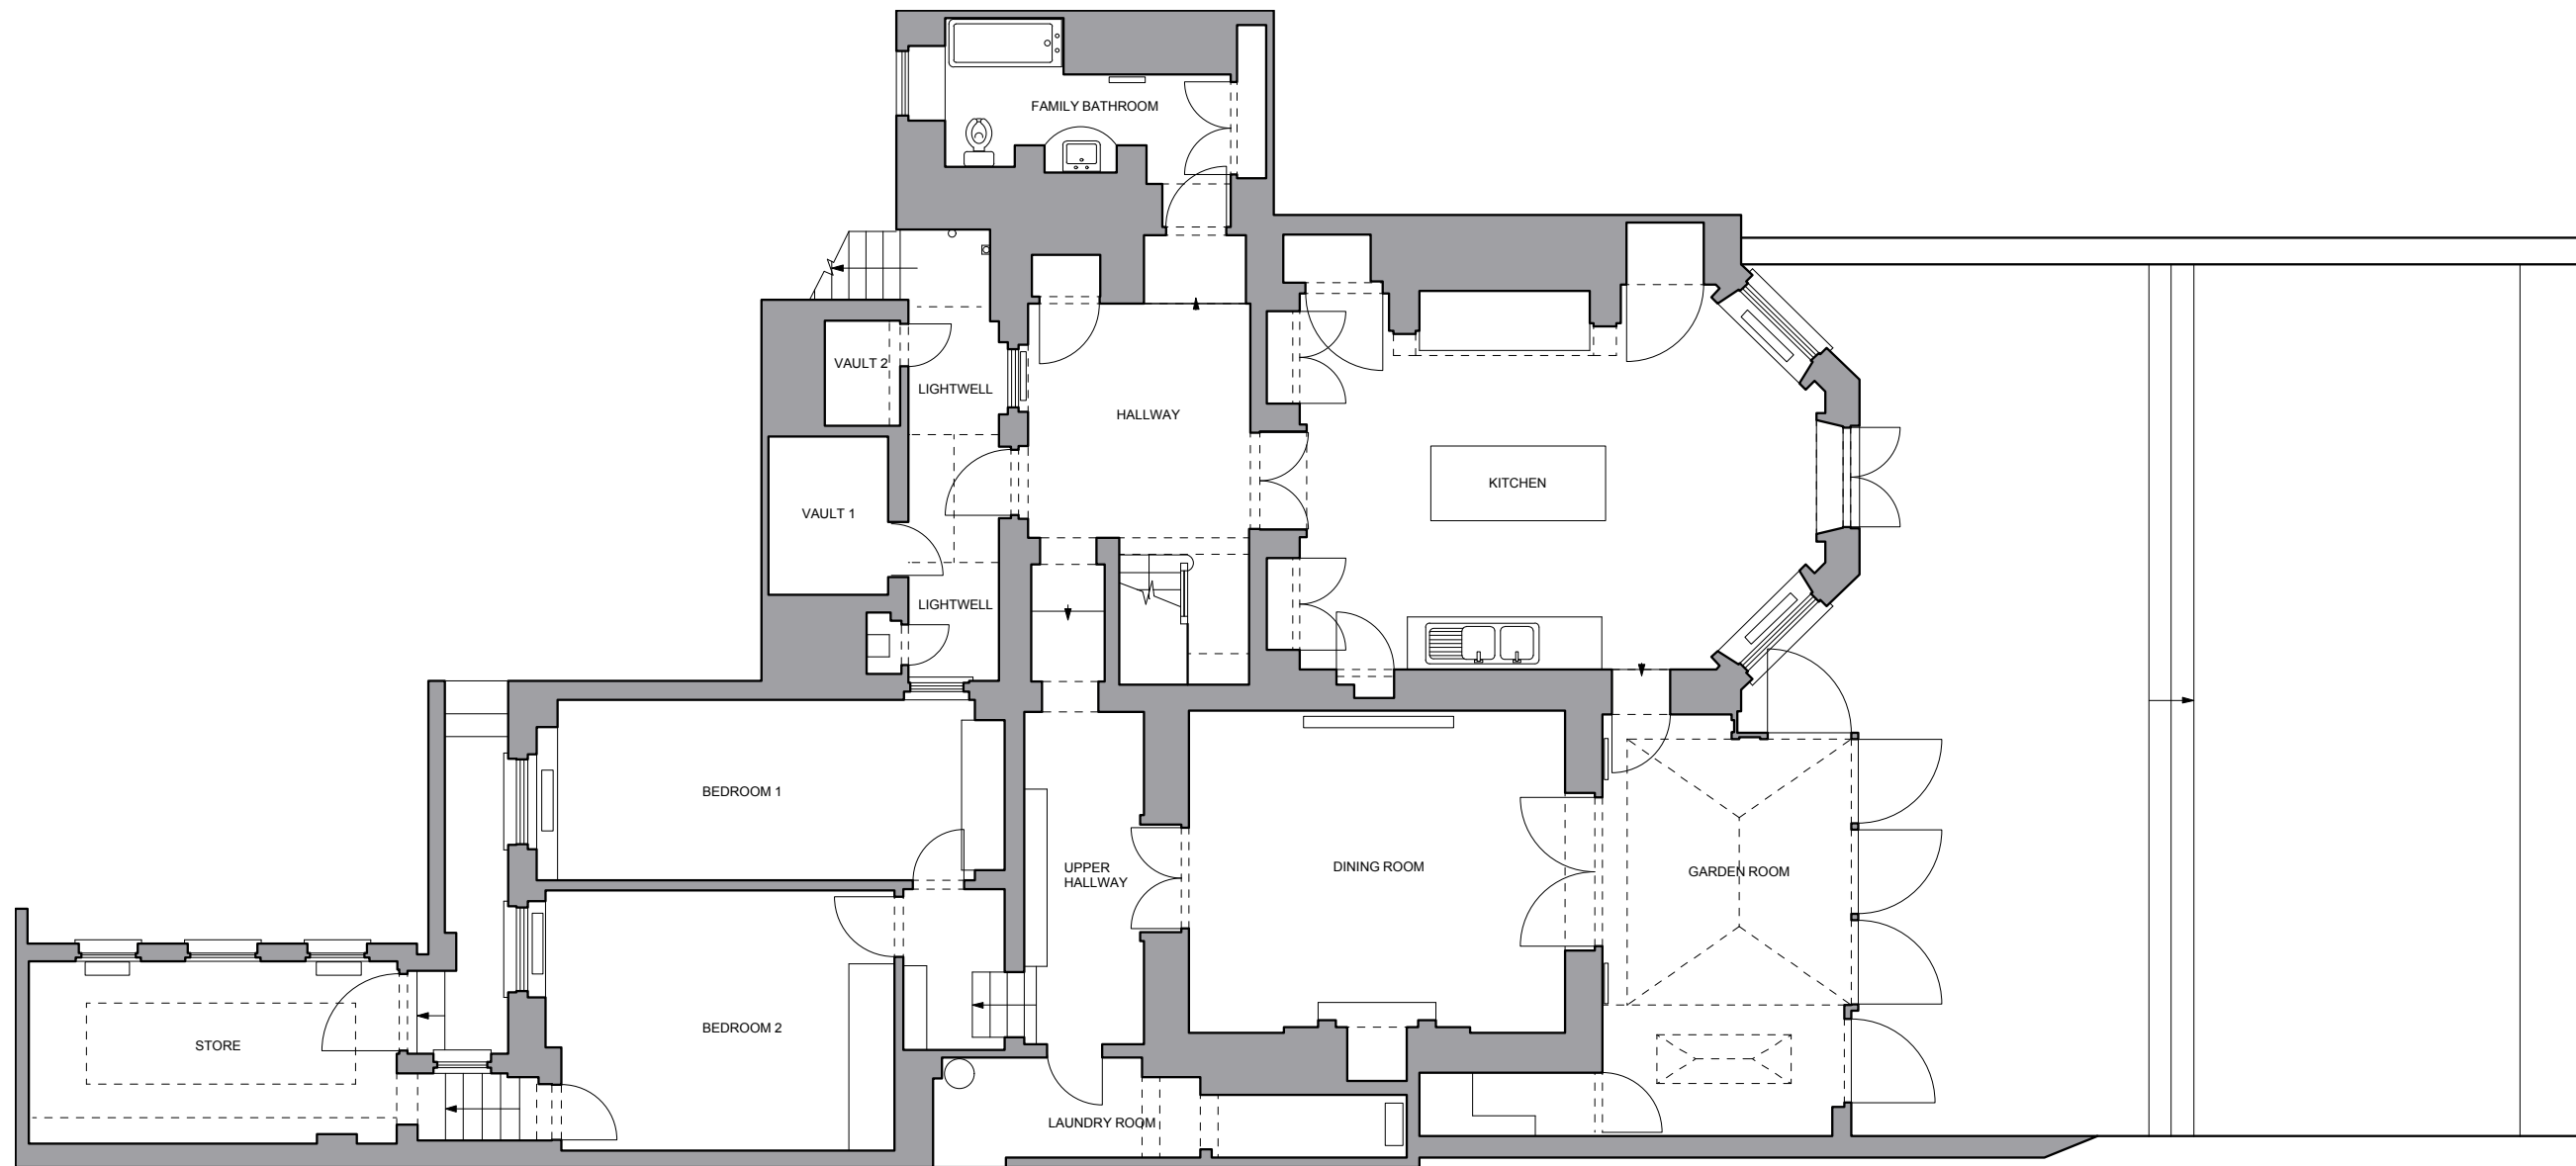 FAMILY BATHROOM
VAULT 2
LIGHTWELL
HALLWAY
KITCHEN
VAULT 1
LIGHTWELL
BEDROOM 1
UPPER
HALLWAY
DINING ROOM
GARDEN ROOM
BEDROOM 2
STORE
LAUNDRY ROOM